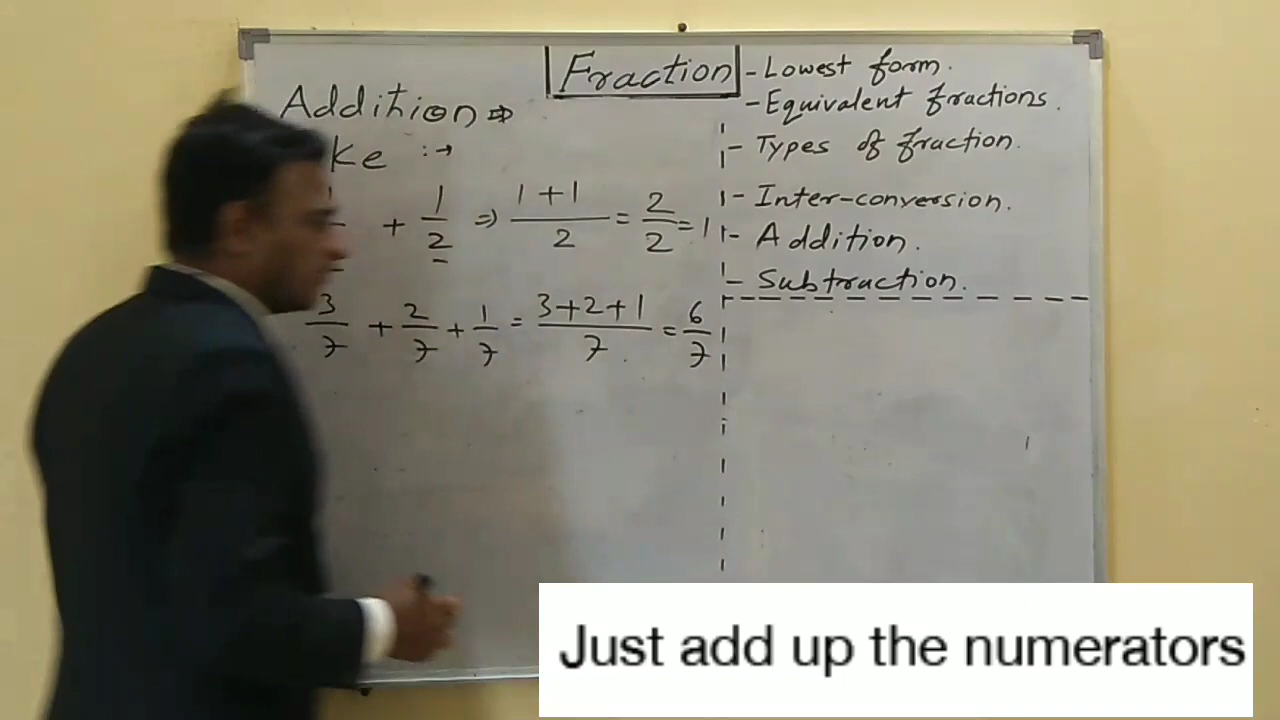 Fraction
Addition ⇒
ke :→
+ 1/2 ⇒ 1+1/2 = 2/2 = 1
3/7 + 2/7 + 1/7 = 3+2+1/7 = 6/7
- Lowest form.
- Equivalent fractions.
- Types of fraction.
- Inter-conversion.
- Addition.
- Subtraction.
Just add up the numerators